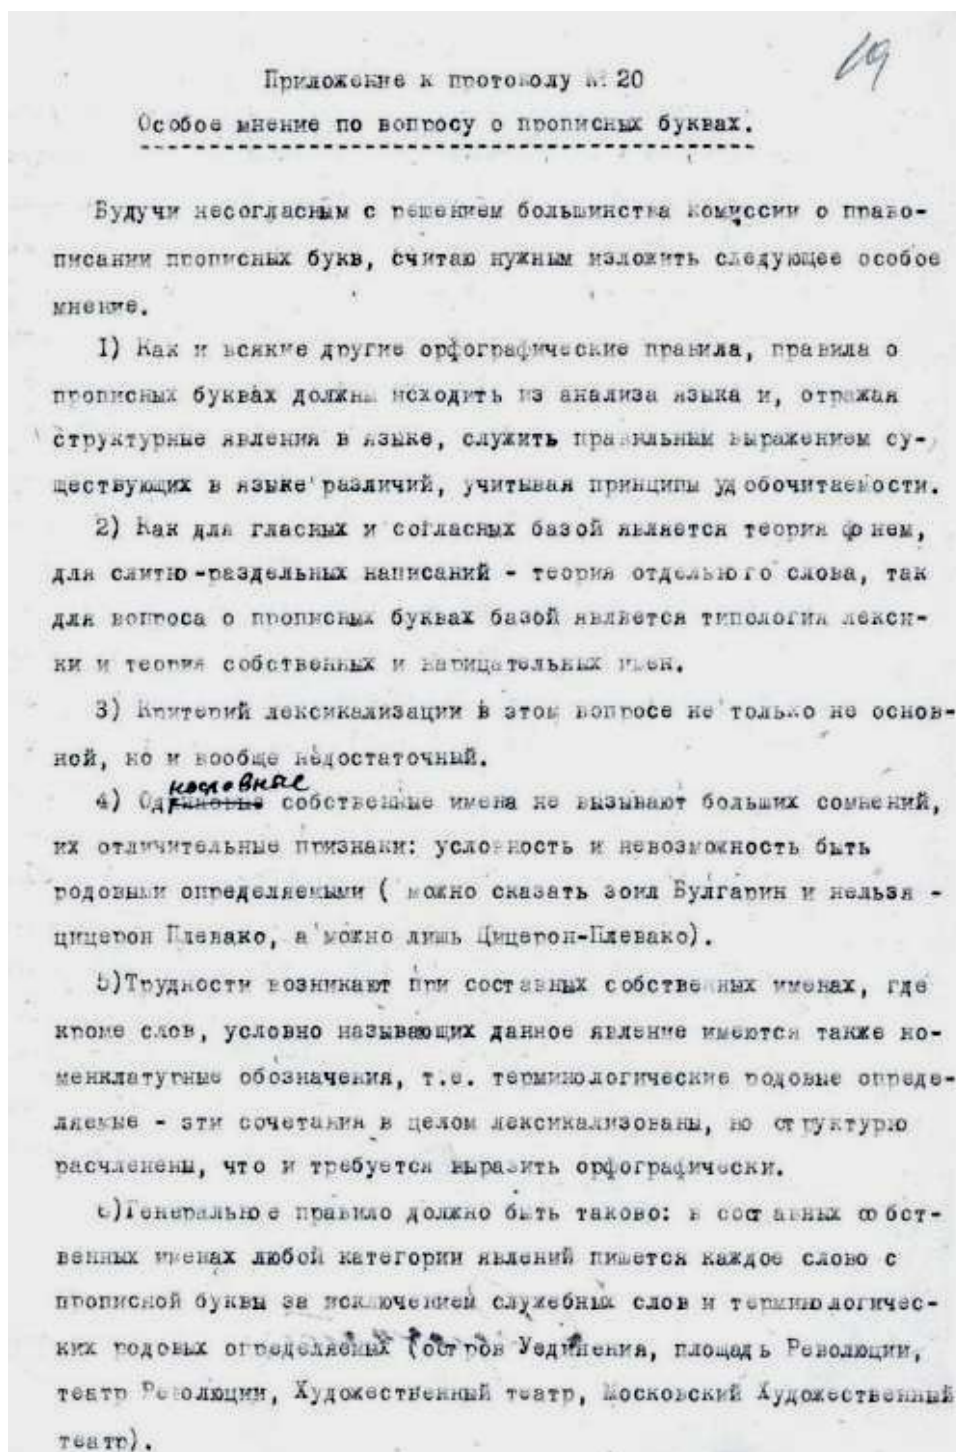 19
Приложение к протоколу № 20
Особое мнение по вопросу о прописных буквах.
Будучи несогласным с решением большинства комиссии о право-
писании прописных букв, считаю нужным изложить следующее особое
мнение.
1) Как и всякие другие орфографические правила, правила о
прописных буквах должны исходить из анализа языка и, отражая
структурные явления в языке, служить правильным выражением су-
ществующих в языке различий, учитывая принципы удобочитаемости.
2) Как для гласных и согласных базой является теория фонем,
для слитно-раздельных написаний - теория отдельного слова, так
для вопроса о прописных буквах базой является типология лекси-
ки и теория собственных и нарицательных имен.
3) Критерий лексикализации в этом вопросе не только не основ-
ной, но и вообще недостаточный.
4) Однословные собственные имена не вызывают больших сомнений,
их отличительные признаки: условность и невозможность быть
родовыми определяемыми ( можно сказать зоил Булгарин и нельзя -
цицерон Плевако, а можно лишь Цицерон-Плевако).
5)Трудности возникают при составных собственных именах, где
кроме слов, условно называющих данное явление имеются также но-
менклатурные обозначения, т.е. терминологические родовые опреде-
ляемые - эти сочетания в целом лексикализованы, но структурно
расчленены, что и требуется выразить орфографически.
6)Генеральное правило должно быть таково: в составных собст-
венных именах любой категории явлений пишется каждое слово с
прописной буквы за исключением служебных слов и терминологичес-
ких родовых определяемых (остров Уединения, площадь Революции,
театр Революции, Художественный театр, Московский Художественный
театр).